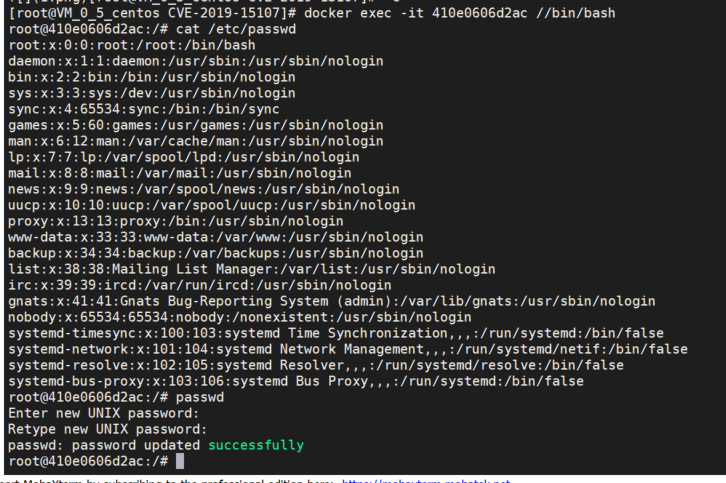 [root@VM_0_5_centos CVE-2019-15107]# docker exec -it 410e0606d2ac //bin/bash
root@410e0606d2ac:/# cat /etc/passwd
root:x:0:0:root:/root:/bin/bash
daemon:x:1:1:daemon:/usr/sbin:/usr/sbin/nologin
bin:x:2:2:bin:/bin:/usr/sbin/nologin
sys:x:3:3:sys:/dev:/usr/sbin/nologin
sync:x:4:65534:sync:/bin:/bin/sync
games:x:5:60:games:/usr/games:/usr/sbin/nologin
man:x:6:12:man:/var/cache/man:/usr/sbin/nologin
lp:x:7:7:lp:/var/spool/lpd:/usr/sbin/nologin
mail:x:8:8:mail:/var/mail:/usr/sbin/nologin
news:x:9:9:news:/var/spool/news:/usr/sbin/nologin
uucp:x:10:10:uucp:/var/spool/uucp:/usr/sbin/nologin
proxy:x:13:13:proxy:/bin:/usr/sbin/nologin
www-data:x:33:33:www-data:/var/www:/usr/sbin/nologin
backup:x:34:34:backup:/var/backups:/usr/sbin/nologin
list:x:38:38:Mailing List Manager:/var/list:/usr/sbin/nologin
irc:x:39:39:ircd:/var/run/ircd:/usr/sbin/nologin
gnats:x:41:41:Gnats Bug-Reporting System (admin):/var/lib/gnats:/usr/sbin/nologin
nobody:x:65534:65534:nobody:/nonexistent:/usr/sbin/nologin
systemd-timesync:x:100:103:systemd Time Synchronization,,,:/run/systemd:/bin/false
systemd-network:x:101:104:systemd Network Management,,,:/run/systemd/netif:/bin/false
systemd-resolve:x:102:105:systemd Resolver,,,:/run/systemd/resolve:/bin/false
systemd-bus-proxy:x:103:106:systemd Bus Proxy,,,:/run/systemd:/bin/false
root@410e0606d2ac:/# passwd
Enter new UNIX password:
Retype new UNIX password:
passwd: password updated successfully
root@410e0606d2ac:/#